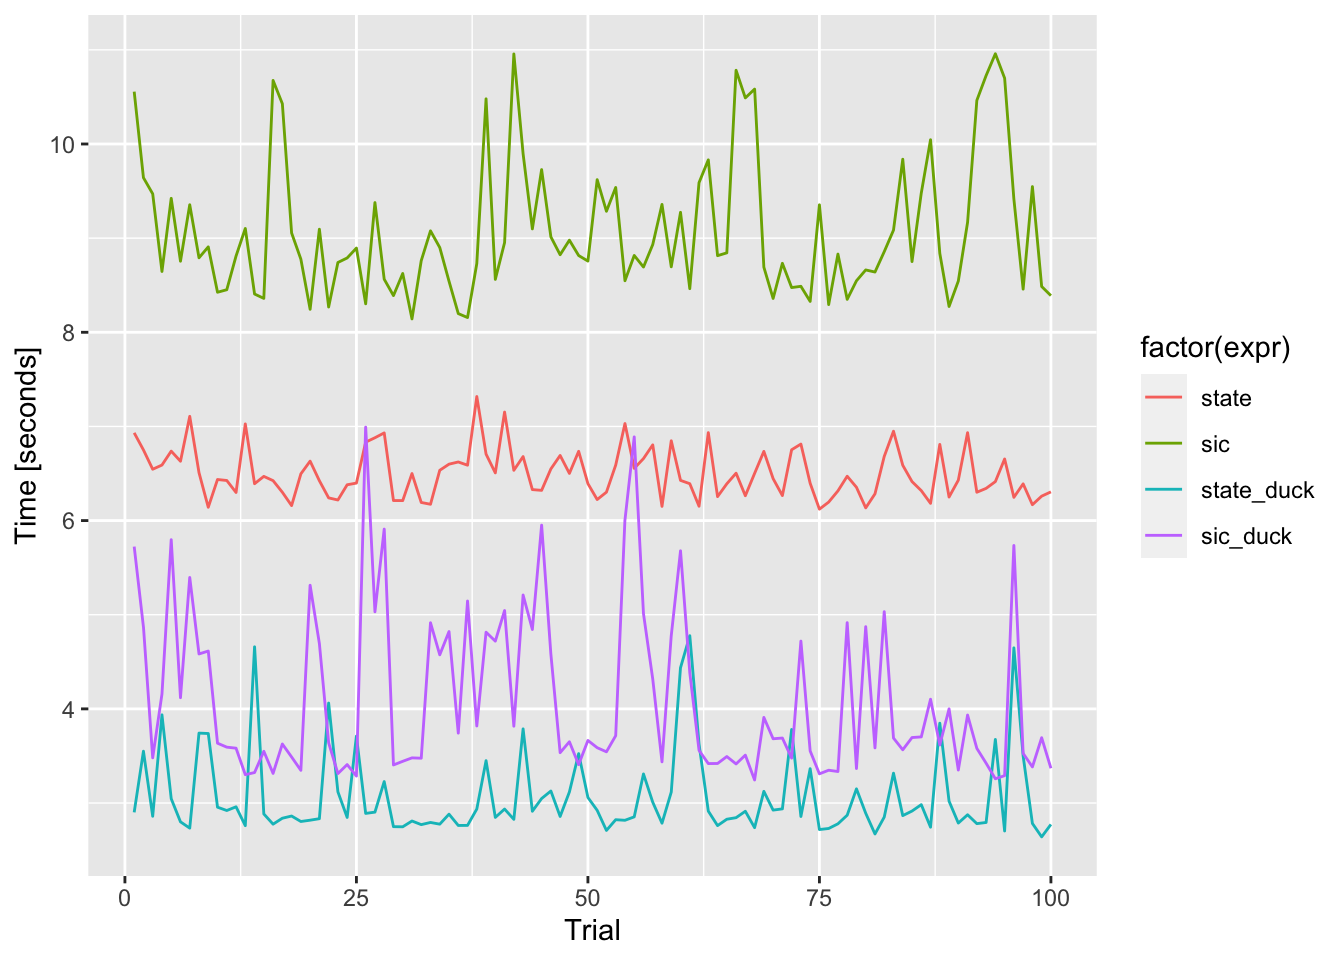 Time [seconds]
10
8
6
4
0
25
50
75
100
Trial
factor(expr)
state
sic
state_duck
sic_duck